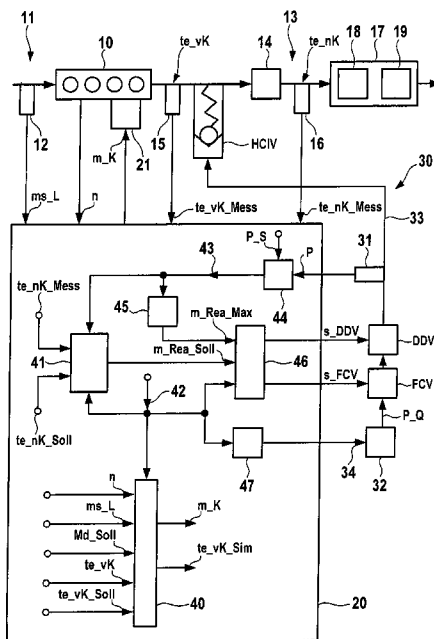 11
10
te_vK
14
13
te_nK
17
18
19
12
m_K
21
15
HCIV
16
30
ms_L
n
te_vK_Mess
te_nK_Mess
33
P_S
43
P
31
te_nK_Mess
45
44
m_Rea_Max
41
m_Rea_Soll
46
s_DDV
DDV
te_nK_Soll
42
s_FCV
FCV
P_Q
47
34
32
n
ms_L
m_K
Md_Soll
te_vK
te_vK_Sim
te_vK_Soll
40
20